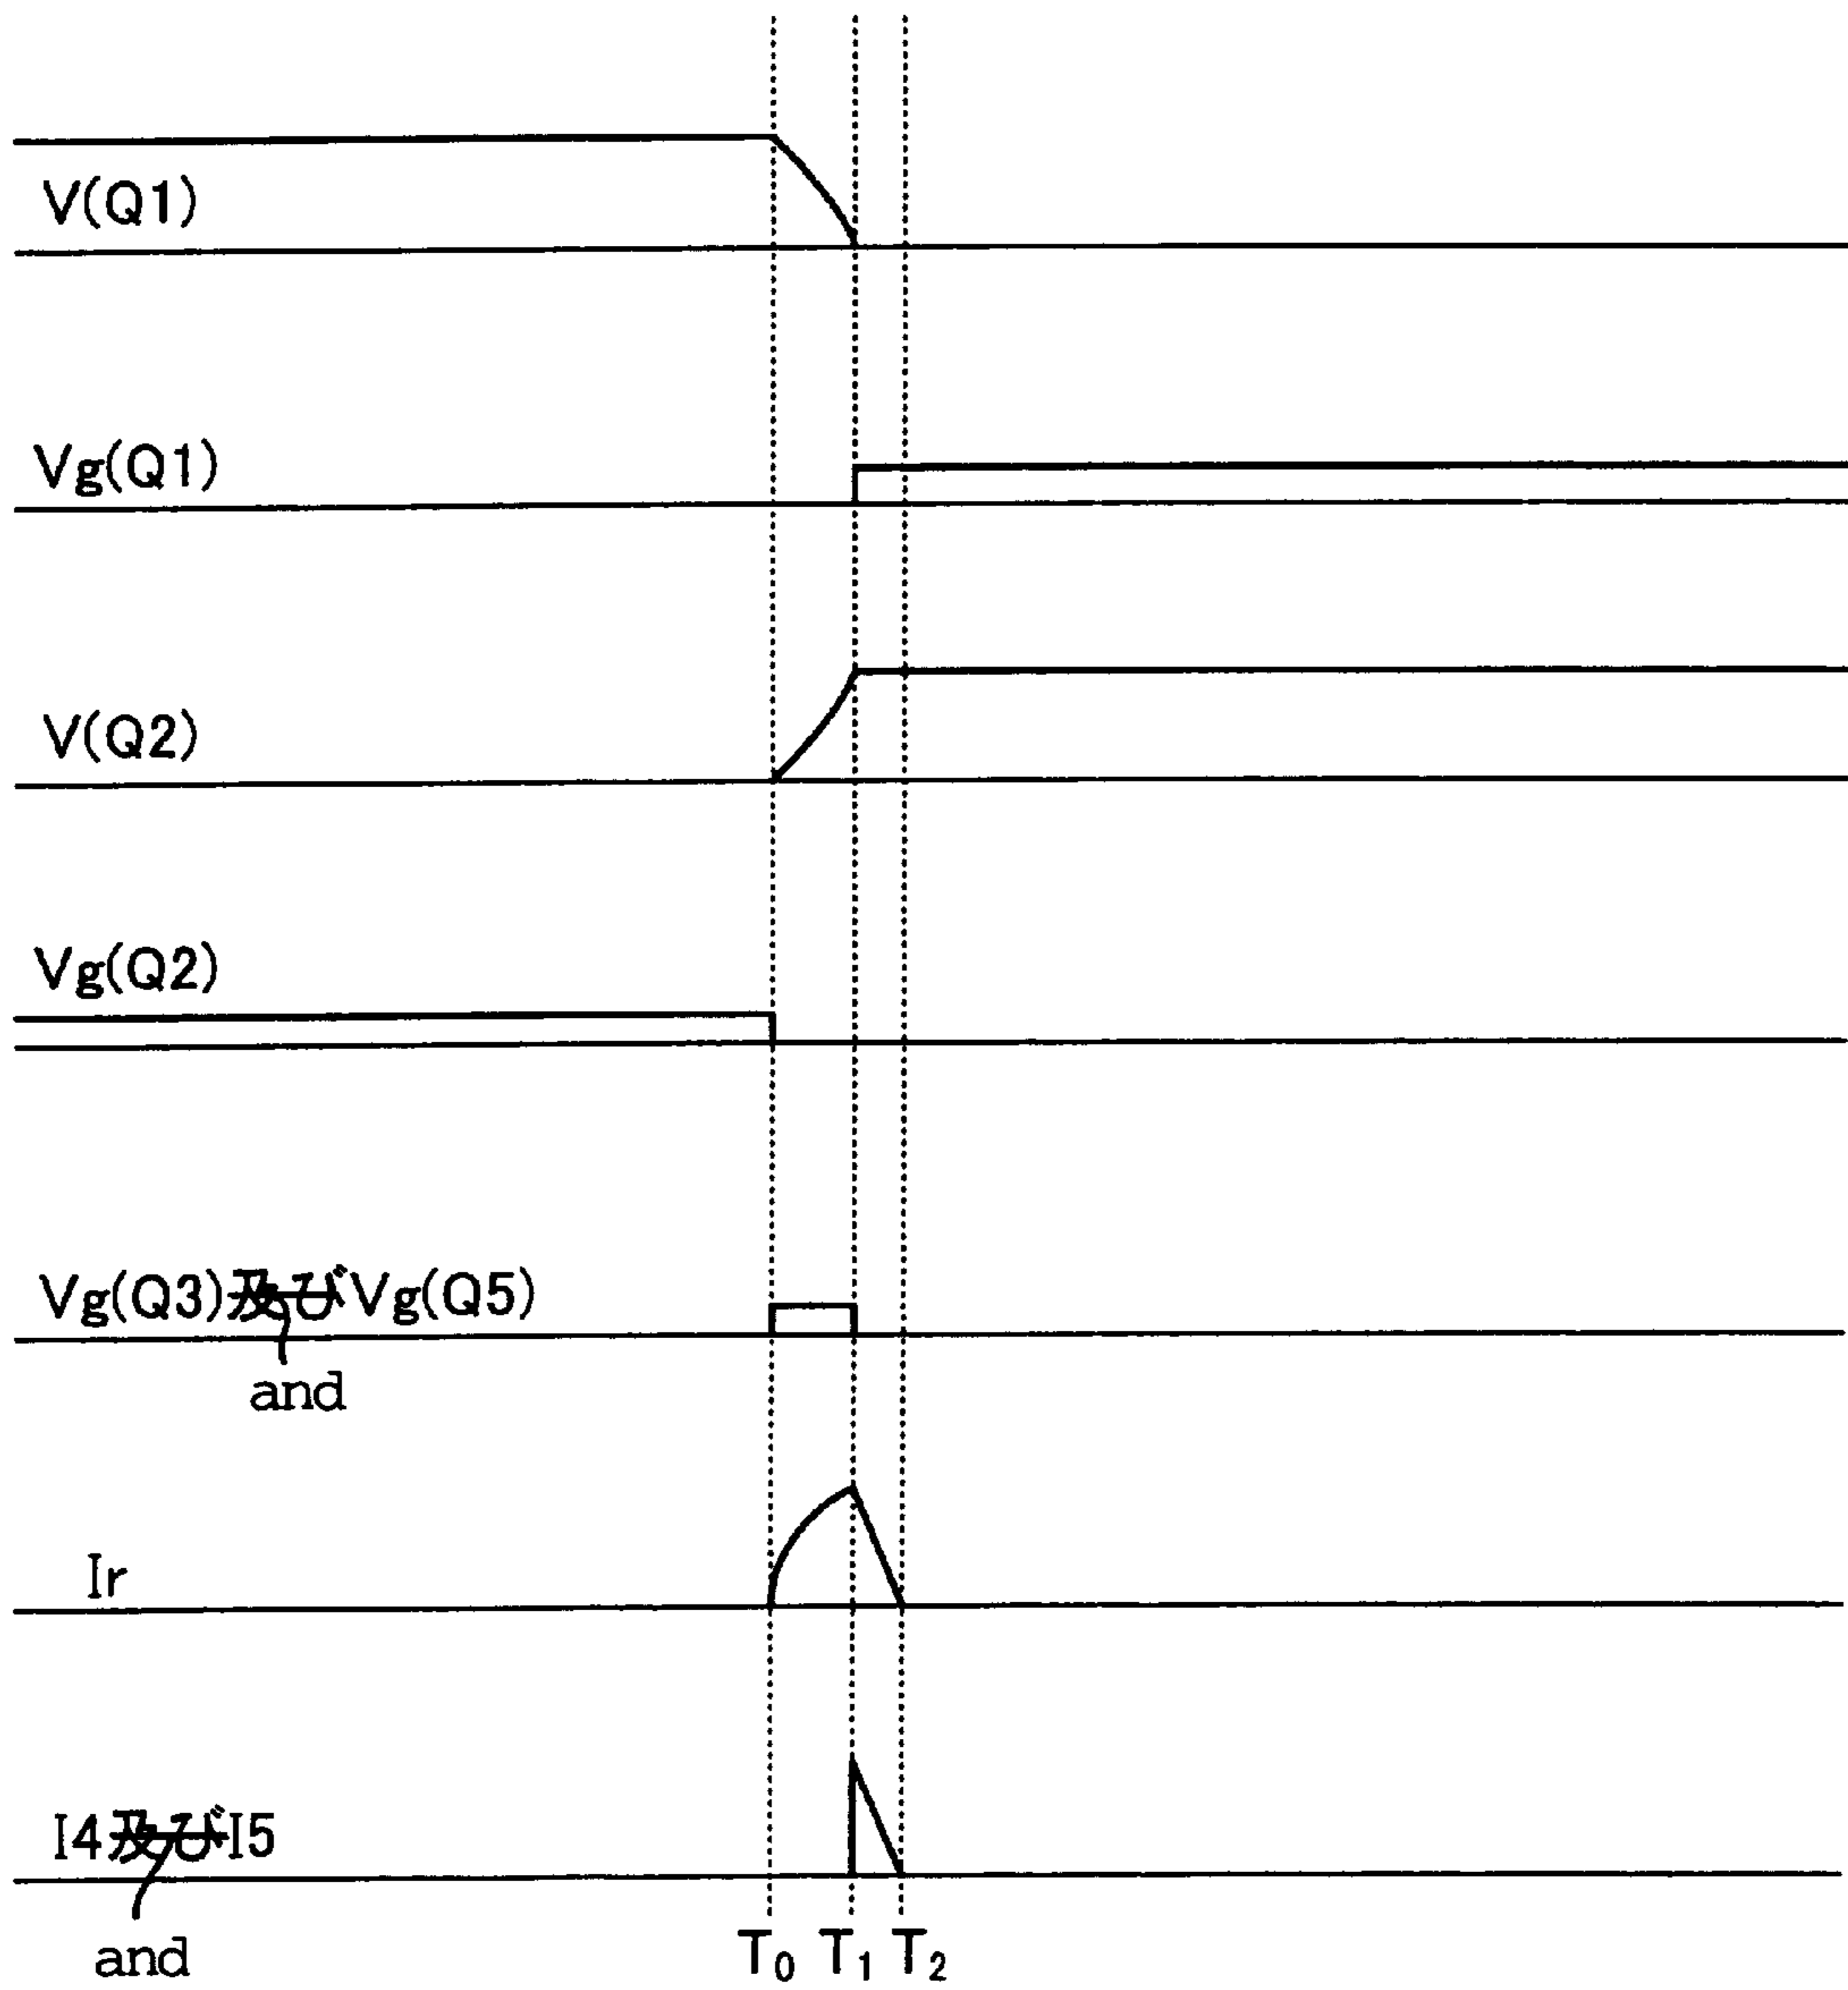 V(Q1)
Vg(Q1)
V(Q2)
Vg(Q2)
Vg(Q3)及びVg(Q5)
and
Ir
I4及びI5
and
T₀ T₁ T₂